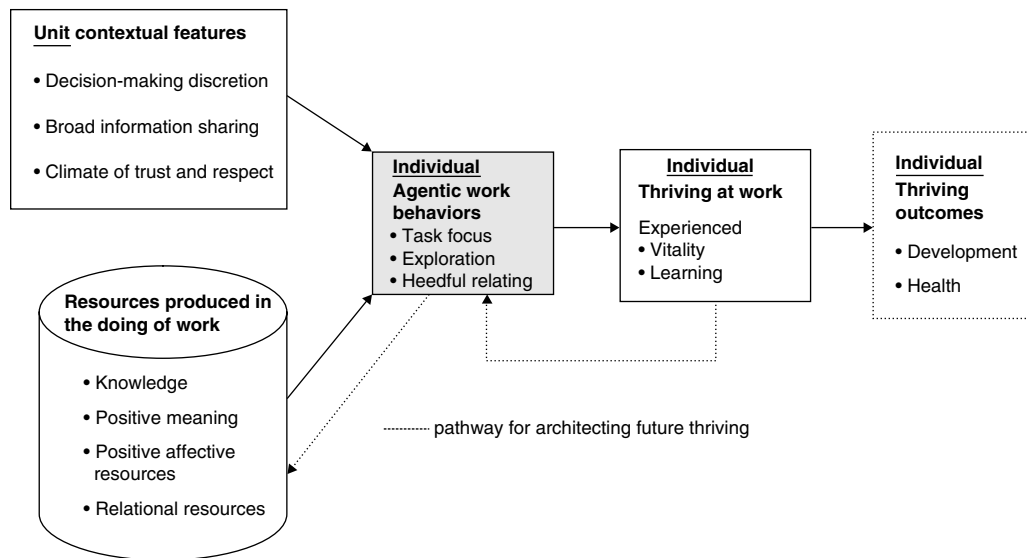 Unit contextual features
• Decision-making discretion
• Broad information sharing
• Climate of trust and respect
Resources produced in
the doing of work
• Knowledge
• Positive meaning
• Positive affective
resources
• Relational resources
Individual
Agentic work
behaviors
• Task focus
• Exploration
• Heedful relating
Individual
Thriving at work
Experienced
• Vitality
• Learning
Individual
Thriving
outcomes
• Development
• Health
pathway for architecting future thriving